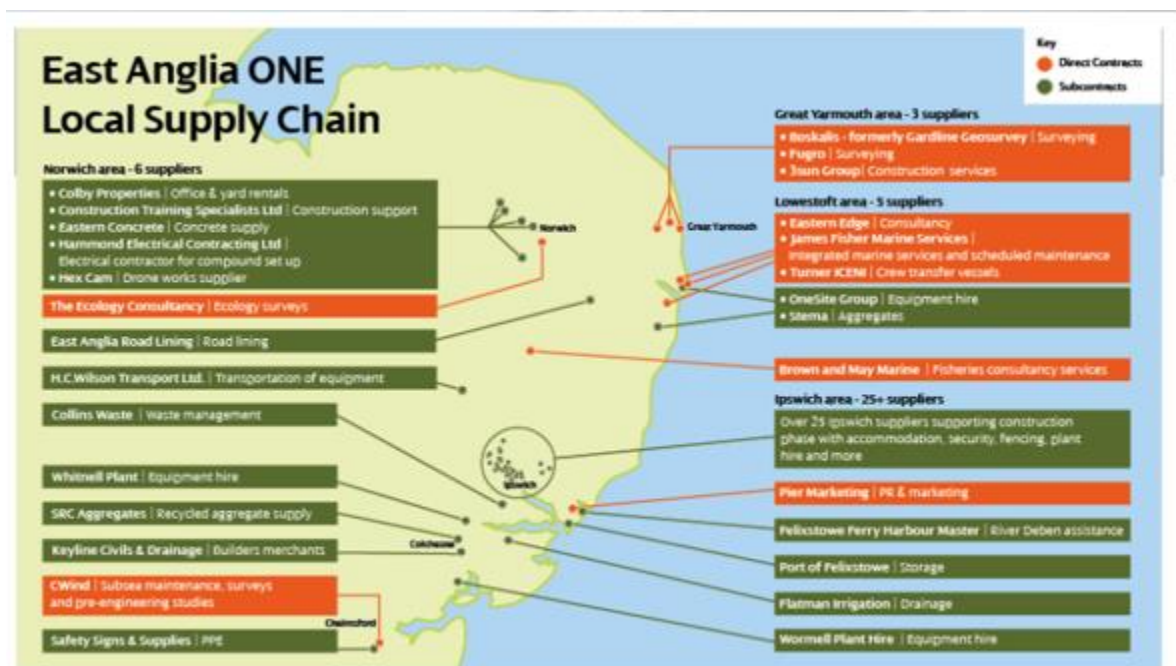 East Anglia ONE
Local Supply Chain
Key
Direct Contracts
Subcontracts
Norwich area - 6 suppliers
• Colby Properties | Office & yard rentals
• Construction Training Specialists Ltd | Construction support
• Eastern Concrete | Concrete supply
• Hammond Electrical Contracting Ltd |
Electrical contractor for compound set up
• Hex Cam | Drone works supplier
The Ecology Consultancy | Ecology surveys
East Anglia Road Lining | Road lining
H.C.Wilson Transport Ltd. | Transportation of equipment
Collins Waste | Waste management
Whitnell Plant | Equipment hire
SRC Aggregates | Recycled aggregate supply
Keyline Civils & Drainage | Builders merchants
CWind | Subsea maintenance, surveys
and pre-engineering studies
Safety Signs & Supplies | PPE
Norwich
Great Yarmouth
Ipswich
Colchester
Chelmsford
Great Yarmouth area - 3 suppliers
• Boskalis - formerly Gardline Geosurvey | Surveying
• Fugro | Surveying
• 3sun Group | Construction services
Lowestoft area - 5 suppliers
• Eastern Edge | Consultancy
• James Fisher Marine Services |
Integrated marine services and scheduled maintenance
• Turner ICENI | Crew transfer vessels
• OneSite Group | Equipment hire
• Stema | Aggregates
Brown and May Marine | Fisheries consultancy services
Ipswich area - 25+ suppliers
Over 25 Ipswich suppliers supporting construction
phase with accommodation, security, fencing, plant
hire and more
Pier Marketing | PR & marketing
Felixstowe Ferry Harbour Master | River Deben assistance
Port of Felixstowe | Storage
Flatman Irrigation | Drainage
Wormell Plant Hire | Equipment hire